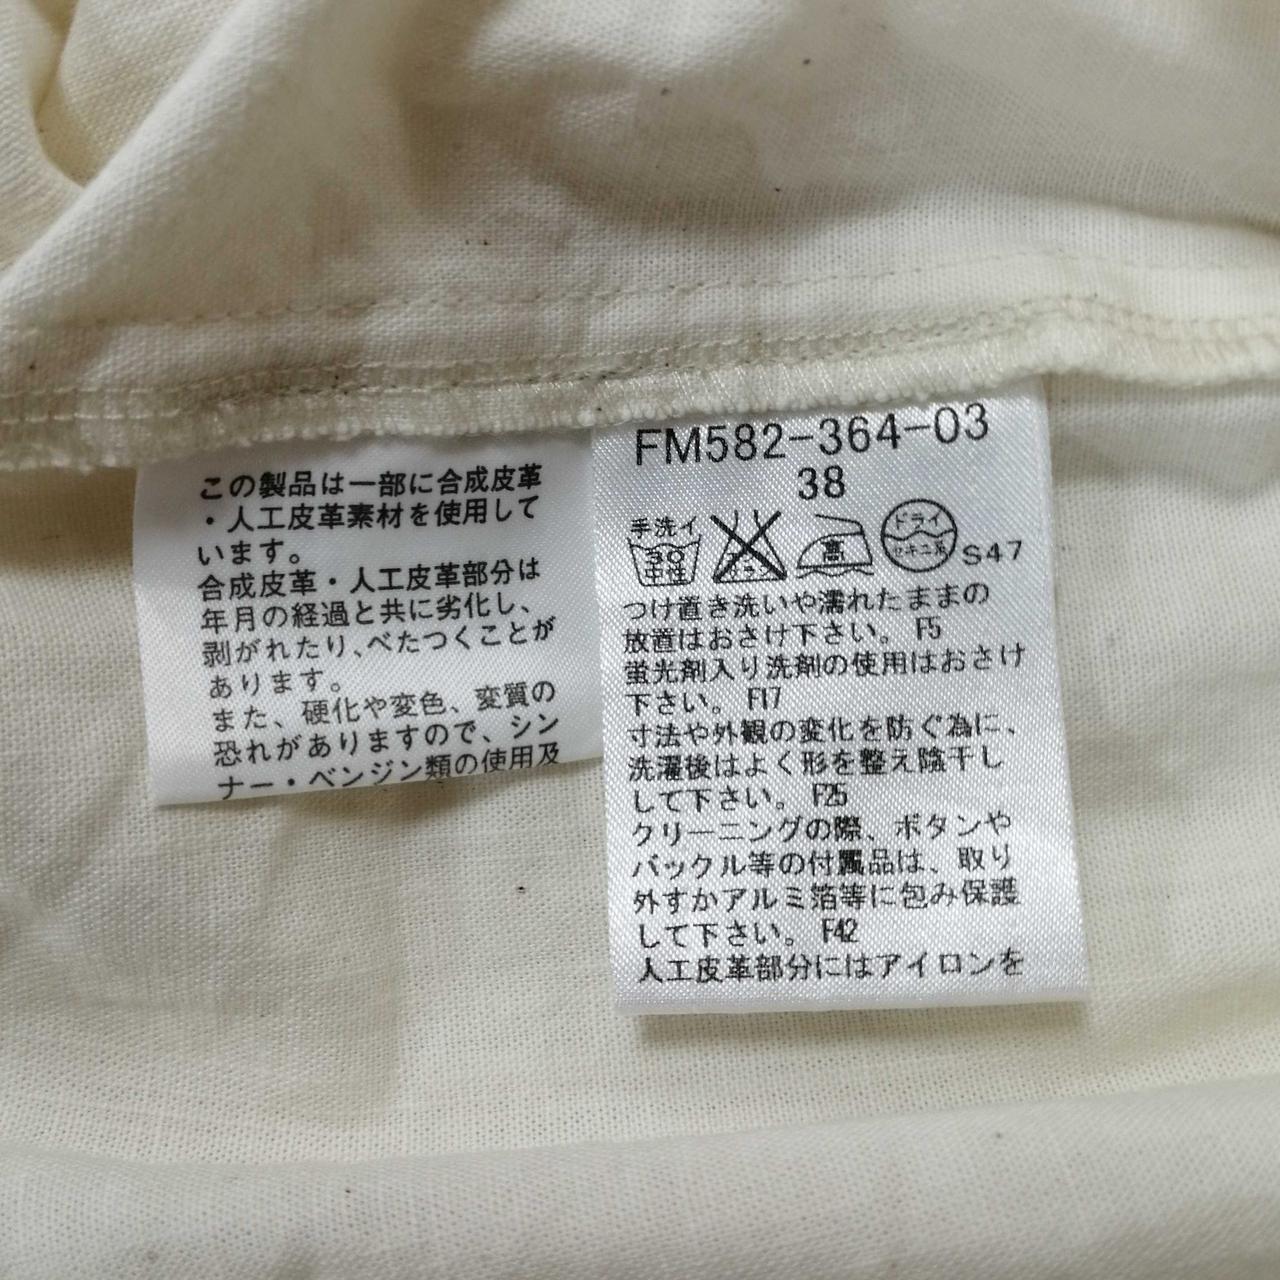 この製品は一部に合成皮革
・人工皮革素材を使用して
います。
合成皮革・人工皮革部分は
年月の経過と共に劣化し、
剥がれたり、べたつくことが
あります。
また、硬化や変色、変質の
恐れがありますので、シン
ナー・ベンジン類の使用及
FM582-364-03
38
手洗イ
30
中性
高
ドライ
セキユ系
S47
つけ置き洗いや濡れたままの
放置はおさけ下さい。 F5
蛍光剤入り洗剤の使用はおさけ
下さい。 F17
寸法や外観の変化を防ぐ為に、
洗濯後はよく形を整え陰干し
して下さい。 F25
クリーニングの際、ボタンや
バックル等の付属品は、取り
外すかアルミ箔等に包み保護
して下さい。 F42
人工皮革部分にはアイロンを